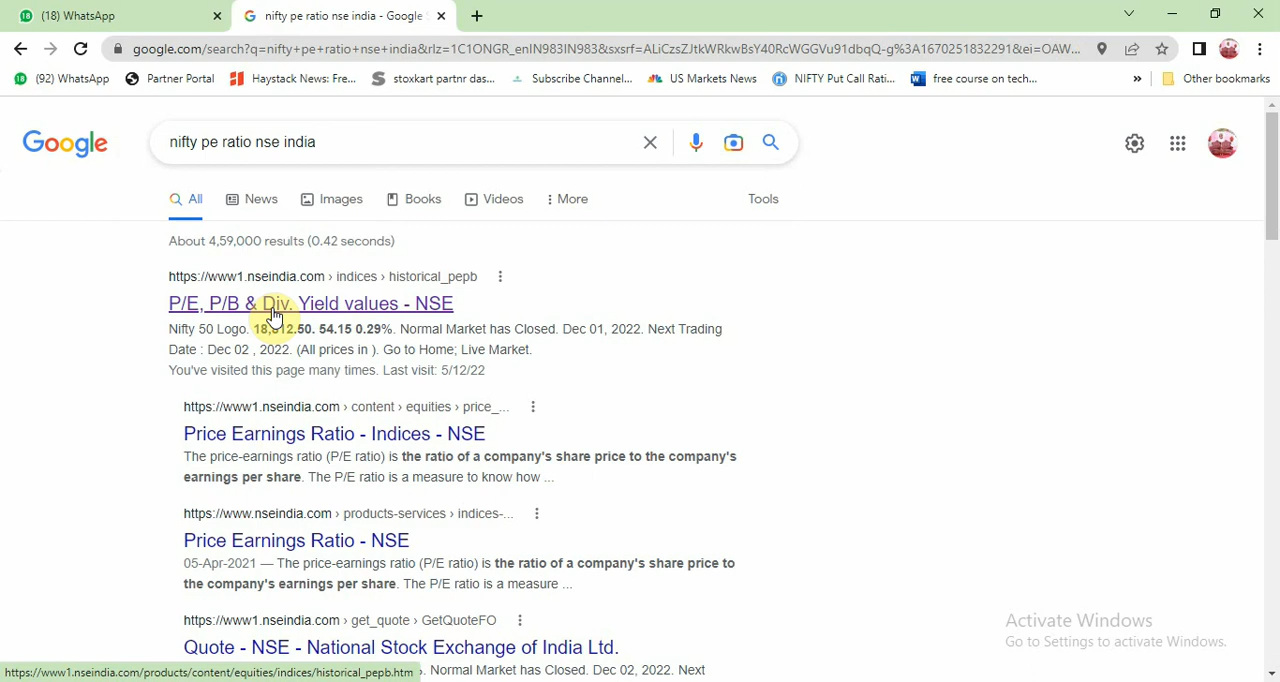 (18) WhatsApp
nifty pe ratio nse india - Google
google.com/search?q=nifty+pe+ratio+nse+india&rlz=1C1ONGR_enIN983IN983&sxsrf=ALiCzsZJtkWRkwBsY40RcWGGVu91dbqQ-g%3A1670251832291&ei=OAW...
(92) WhatsApp
Partner Portal
Haystack News: Fre...
stoxkart partnr das...
Subscribe Channel...
US Markets News
NIFTY Put Call Rati...
free course on tech...
»
Other bookmarks
Google
nifty pe ratio nse india
All
News
Images
Books
Videos
More
Tools
About 4,59,000 results (0.42 seconds)
https://www1.nseindia.com › indices › historical_pepb
P/E, P/B & Div. Yield values - NSE
Nifty 50 Logo. 54.15 0.29%. Normal Market has Closed. Dec 01, 2022. Next Trading
Date : Dec 02 , 2022. (All prices in ). Go to Home; Live Market.
You've visited this page many times. Last visit: 5/12/22
https://www1.nseindia.com › content › equities › price_...
Price Earnings Ratio - Indices - NSE
The price-earnings ratio (P/E ratio) is the ratio of a company's share price to the company's
earnings per share. The P/E ratio is a measure to know how ...
https://www.nseindia.com › products-services › indices-...
Price Earnings Ratio - NSE
05-Apr-2021 — The price-earnings ratio (P/E ratio) is the ratio of a company's share price to
the company's earnings per share. The P/E ratio is a measure ...
https://www1.nseindia.com › get_quote › GetQuoteFO
Quote - NSE - National Stock Exchange of India Ltd.
Normal Market has Closed. Dec 02, 2022. Next
https://www1.nseindia.com/products/content/equities/indices/historical_pepb.htm
Activate Windows
Go to Settings to activate Windows.